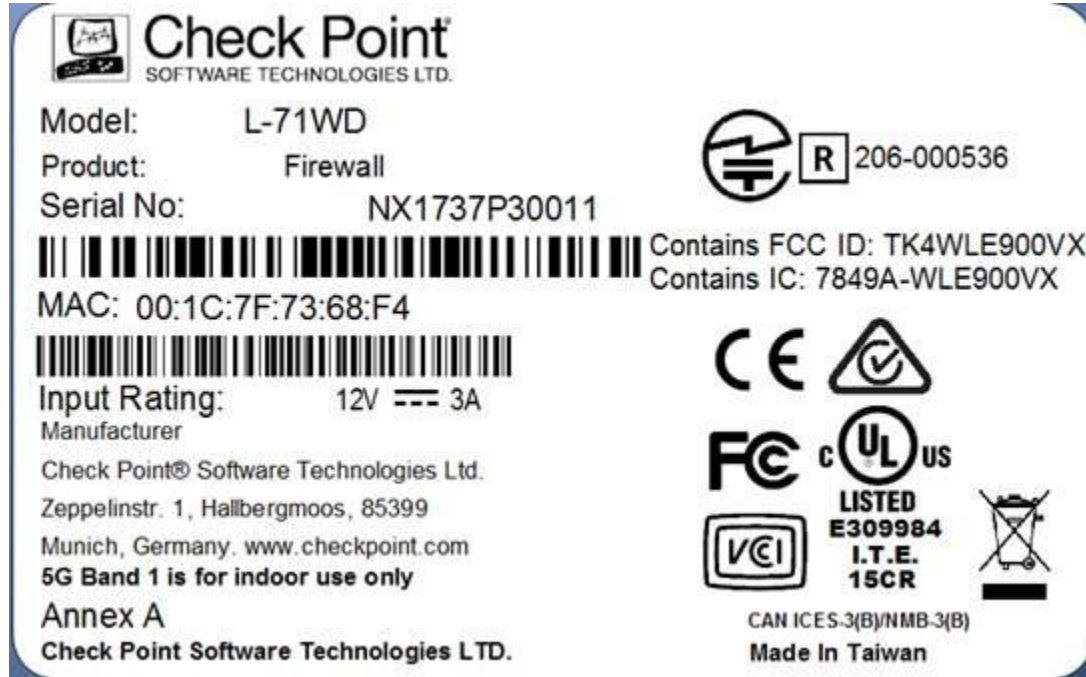 Check Point®
SOFTWARE TECHNOLOGIES LTD.
Model: L-71WD
Product: Firewall
Serial No: NX1737P30011
MAC: 00:1C:7F:73:68:F4
Input Rating: 12V 3A
Manufacturer
Check Point® Software Technologies Ltd.
Zeppelinstr. 1, Hallbergmoos, 85399
Munich, Germany. www.checkpoint.com
5G Band 1 is for indoor use only
Annex A
Check Point Software Technologies LTD.
R 206-000536
Contains FCC ID: TK4WLE900VX
Contains IC: 7849A-WLE900VX
CE
FC
C UL® US
LISTED
E309984
I.T.E.
15CR
VCI
CAN ICES-3(B)/NMB-3(B)
Made In Taiwan